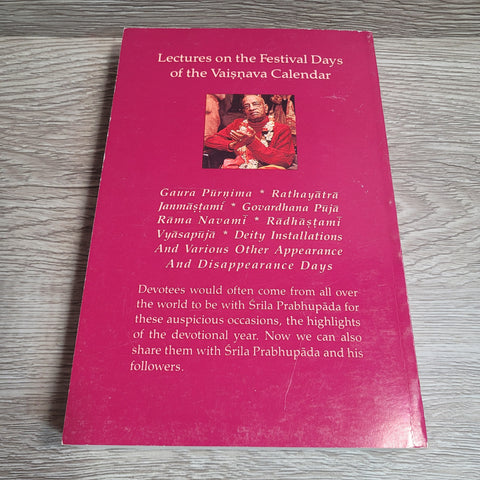 Lectures on the Festival Days
of the Vaiṣṇava Calendar
Gaura Pūrṇima * Rathayātrā
Janmāṣṭamī * Govardhana Pūjā
Rāma Navamī * Rādhāṣṭamī
Vyāsapūjā * Deity Installations
And Various Other Appearance
And Disappearance Days
Devotees would often come from all over
the world to be with Śrīla Prabhupāda for
these auspicious occasions, the highlights
of the devotional year. Now we can also
share them with Śrīla Prabhupāda and his
followers.